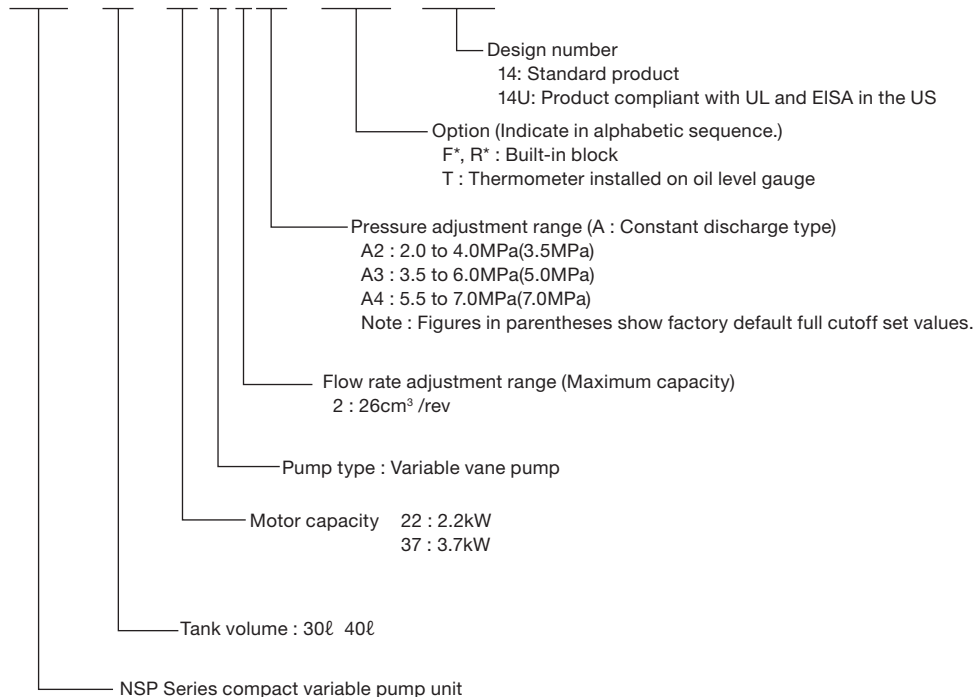 Design number
14: Standard product
14U: Product compliant with UL and EISA in the US
Option (Indicate in alphabetic sequence.)
F*, R* : Built-in block
T : Thermometer installed on oil level gauge
Pressure adjustment range (A : Constant discharge type)
A2 : 2.0 to 4.0MPa(3.5MPa)
A3 : 3.5 to 6.0MPa(5.0MPa)
A4 : 5.5 to 7.0MPa(7.0MPa)
Note : Figures in parentheses show factory default full cutoff set values.
Flow rate adjustment range (Maximum capacity)
2 : 26cm³ /rev
Pump type : Variable vane pump
Motor capacity 22 : 2.2kW
37 : 3.7kW
Tank volume : 30ℓ 40ℓ
NSP Series compact variable pump unit